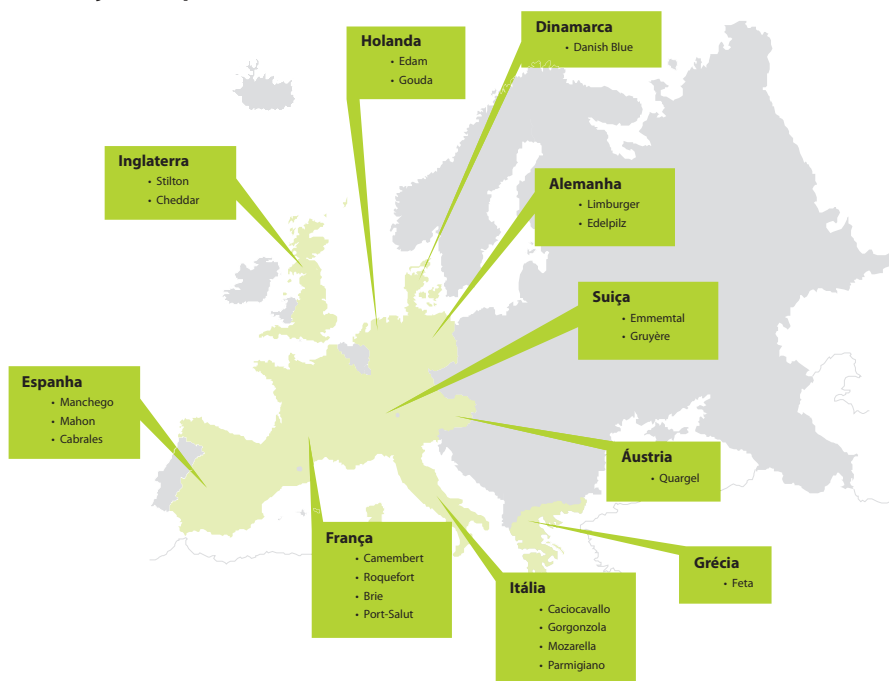 Holanda
• Edam
• Gouda
Dinamarca
• Danish Blue
Inglaterra
• Stilton
• Cheddar
Alemanha
• Limburger
• Edelpilz
Suiça
• Emmemtal
• Gruyère
Espanha
• Manchego
• Mahon
• Cabrales
Áustria
• Quargel
França
• Camembert
• Roquefort
• Brie
• Port-Salut
Itália
• Caciocavallo
• Gorgonzola
• Mozarella
• Parmigiano
Grécia
• Feta